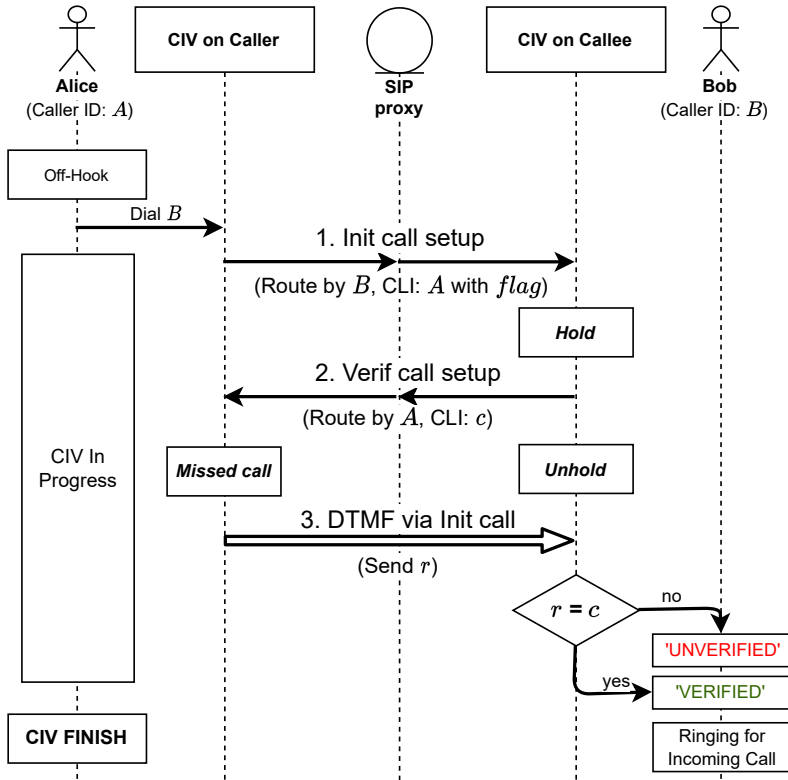 CIV on Caller
CIV on Callee
Alice
(Caller ID: A)
SIP
proxy
Bob
(Caller ID: B)
Off-Hook
Dial B
1. Init call setup
(Route by B, CLI: A with flag)
Hold
2. Verif call setup
(Route by A, CLI: c)
CIV In
Progress
Missed call
Unhold
3. DTMF via Init call
(Send r)
r = c
no
'UNVERIFIED'
yes
'VERIFIED'
CIV FINISH
Ringing for
Incoming Call